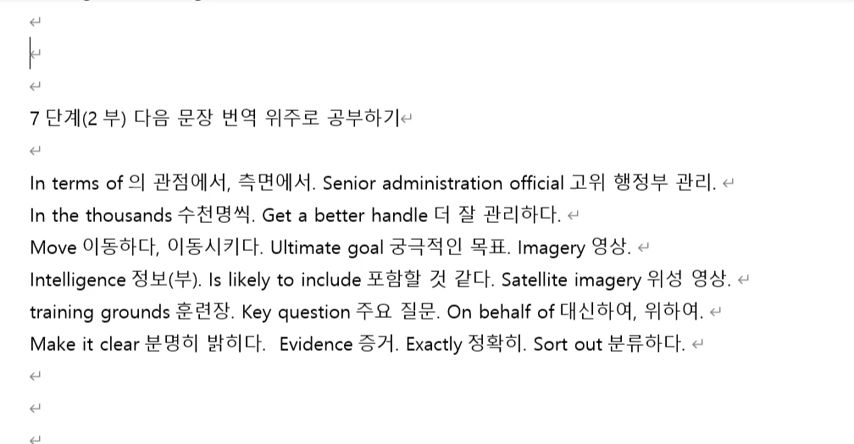 7 단계(2 부) 다음 문장 번역 위주로 공부하기
In terms of 의 관점에서, 측면에서. Senior administration official 고위 행정부 관리.
In the thousands 수천명씩. Get a better handle 더 잘 관리하다.
Move 이동하다, 이동시키다. Ultimate goal 궁극적인 목표. Imagery 영상.
Intelligence 정보(부). Is likely to include 포함할 것 같다. Satellite imagery 위성 영상.
training grounds 훈련장. Key question 주요 질문. On behalf of 대신하여, 위하여.
Make it clear 분명히 밝히다.  Evidence 증거. Exactly 정확히. Sort out 분류하다.